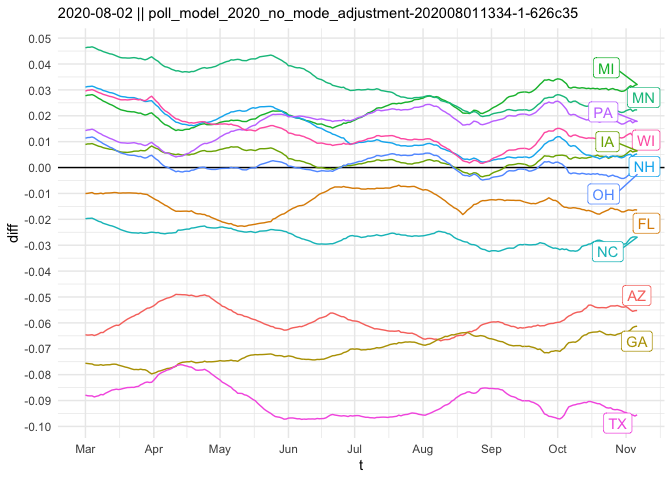 2020-08-02 || poll_model_2020_no_mode_adjustment-202008011334-1-626c35
0.05
0.04
0.03
0.02
0.01
0.00
-0.01
-0.02
-0.03
-0.04
-0.05
-0.06
-0.07
-0.08
-0.09
-0.10
diff
MI
MN
PA
WI
IA
NH
OH
FL
NC
AZ
GA
TX
Mar Apr May Jun Jul Aug Sep Oct Nov
t